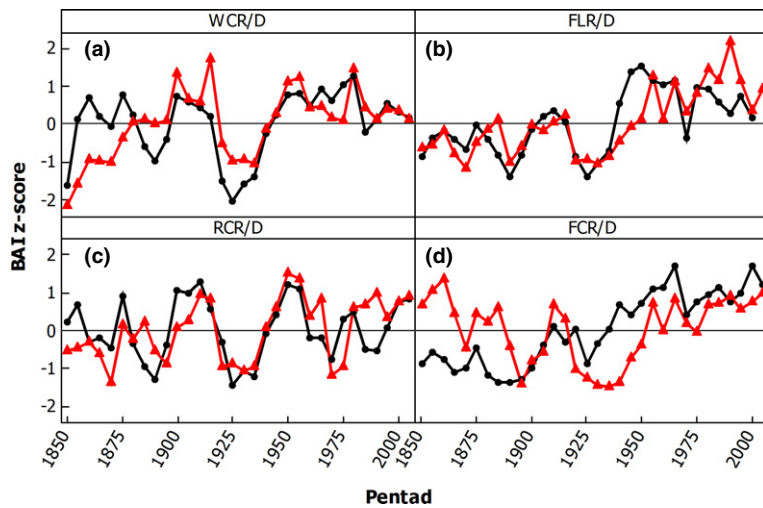 WCR/D
FLR/D
(a)
(b)
2
1
0
-1
-2
BAI z-score
RCR/D
FCR/D
(c)
(d)
2
1
0
-1
-2
1850
1875
1900
1925
1950
1975
2000
1850
1875
1900
1925
1950
1975
2000
Pentad